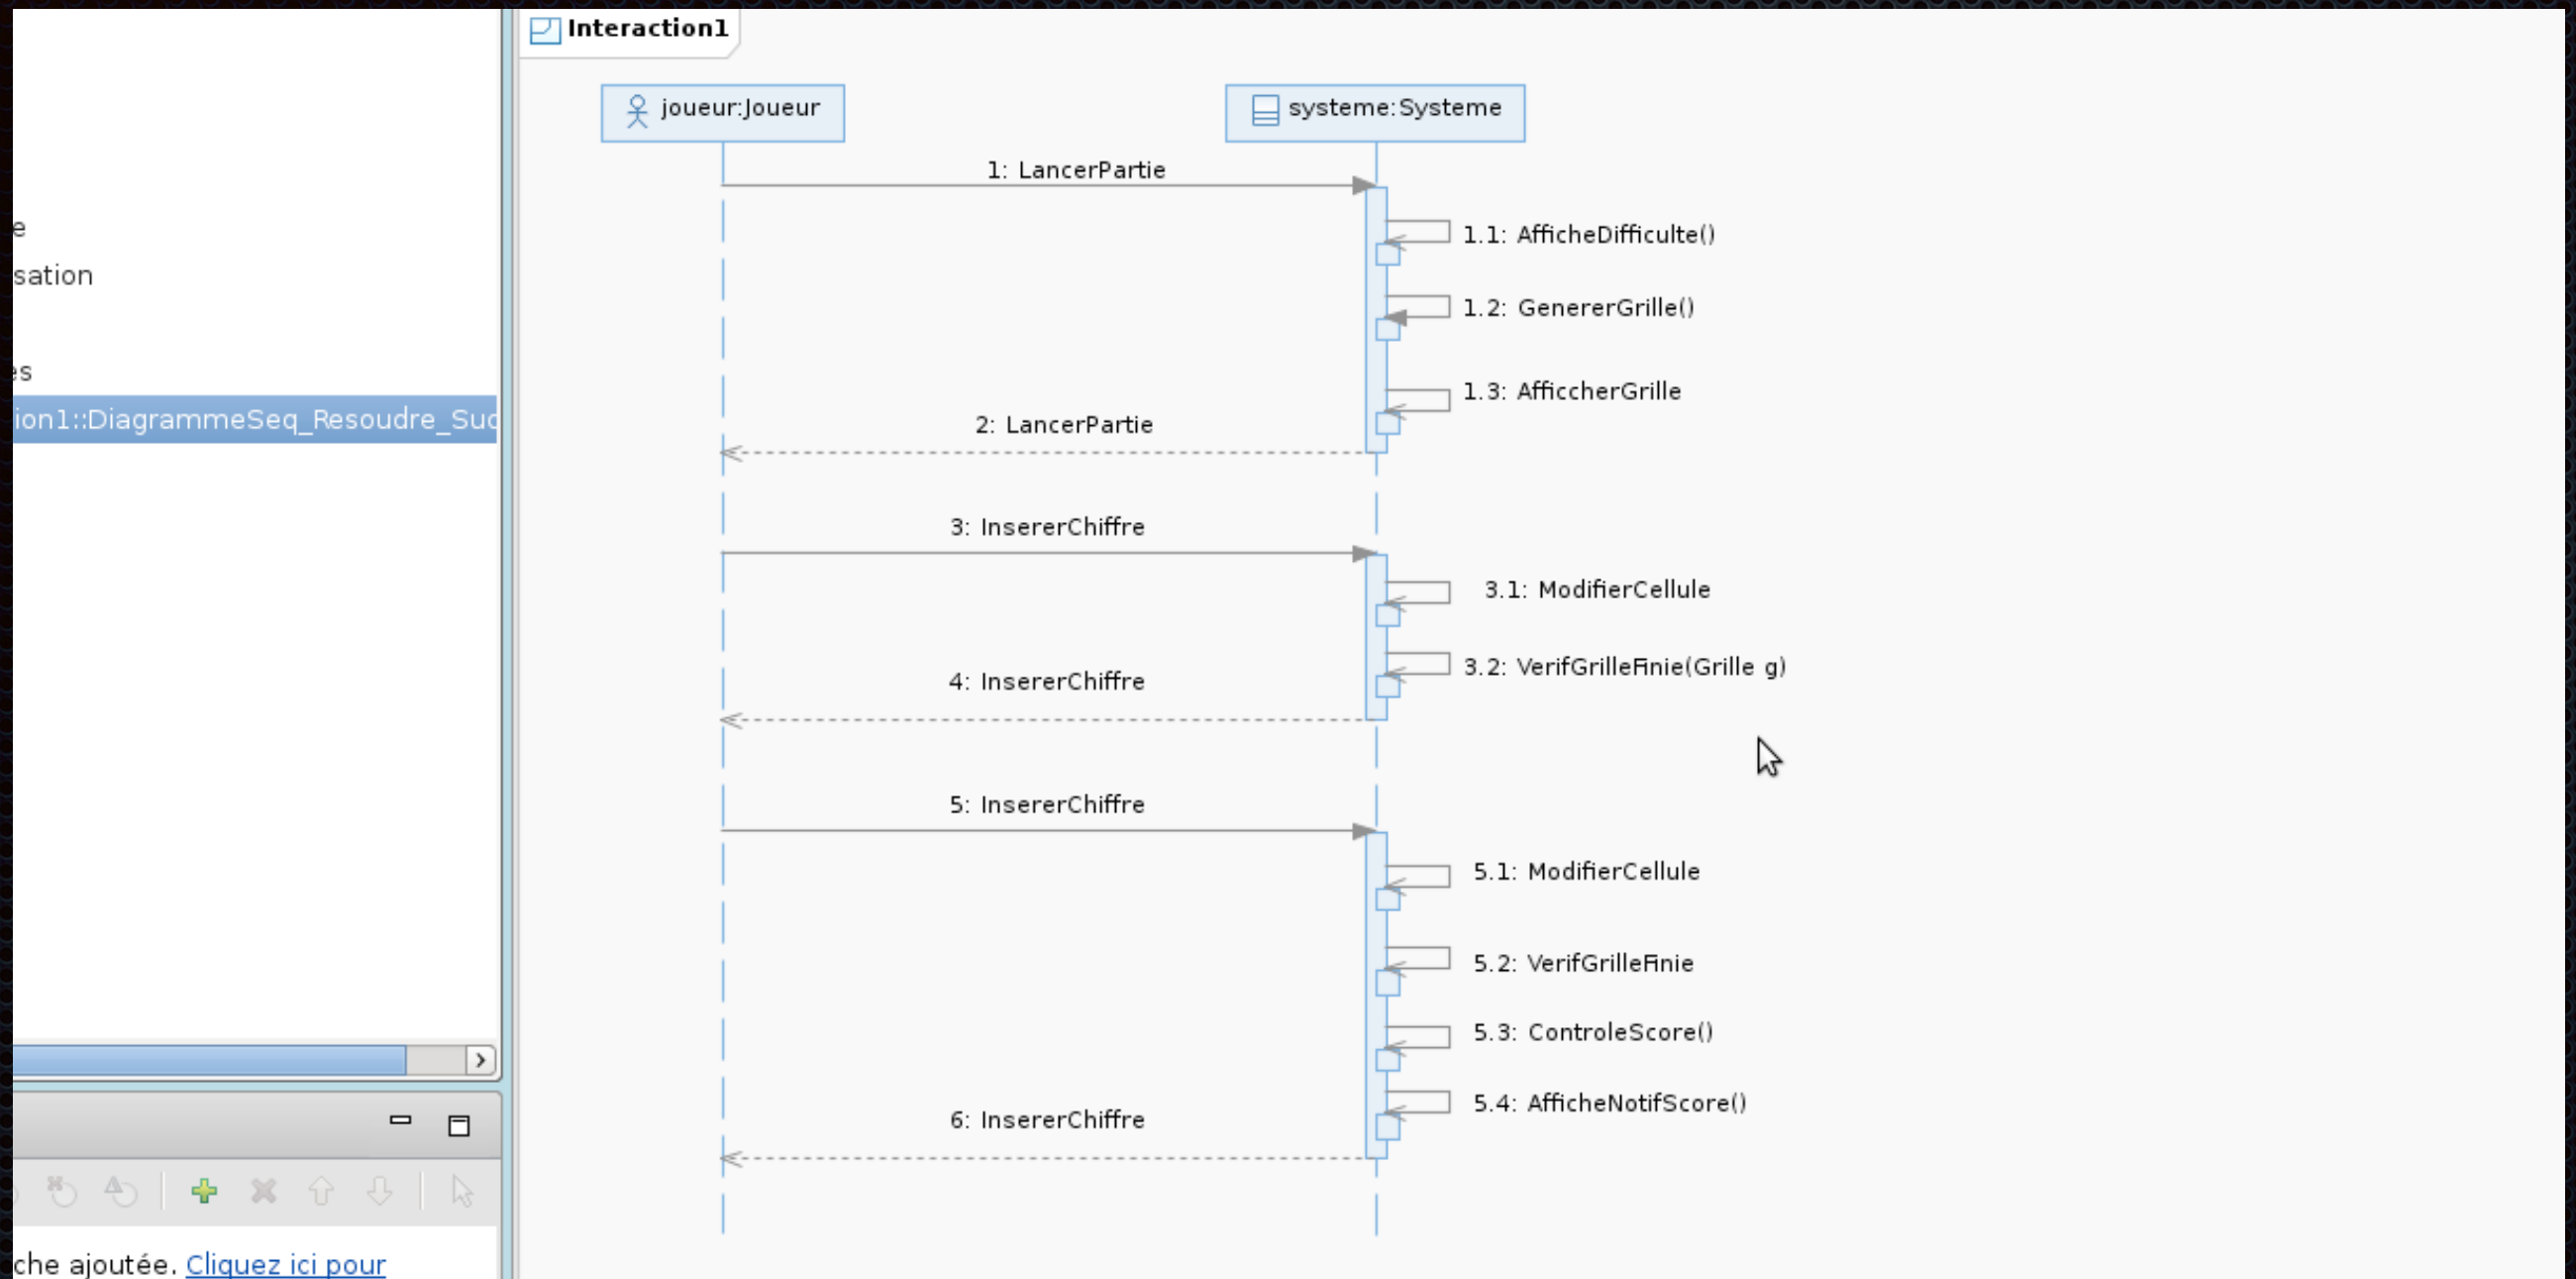 Interaction1
joueur:Joueur
systeme:Systeme
1: LancerPartie
1.1: AfficheDifficulte()
1.2: GenererGrille()
1.3: AfficcherGrille
2: LancerPartie
3: InsererChiffre
3.1: ModifierCellule
3.2: VerifGrilleFinie(Grille g)
4: InsererChiffre
5: InsererChiffre
5.1: ModifierCellule
5.2: VerifGrilleFinie
5.3: ControleScore()
5.4: AfficheNotifScore()
6: InsererChiffre
e
sation
es
ion1::DiagrammeSeq_Resoudre_Suc
che ajoutée. Cliquez ici pour